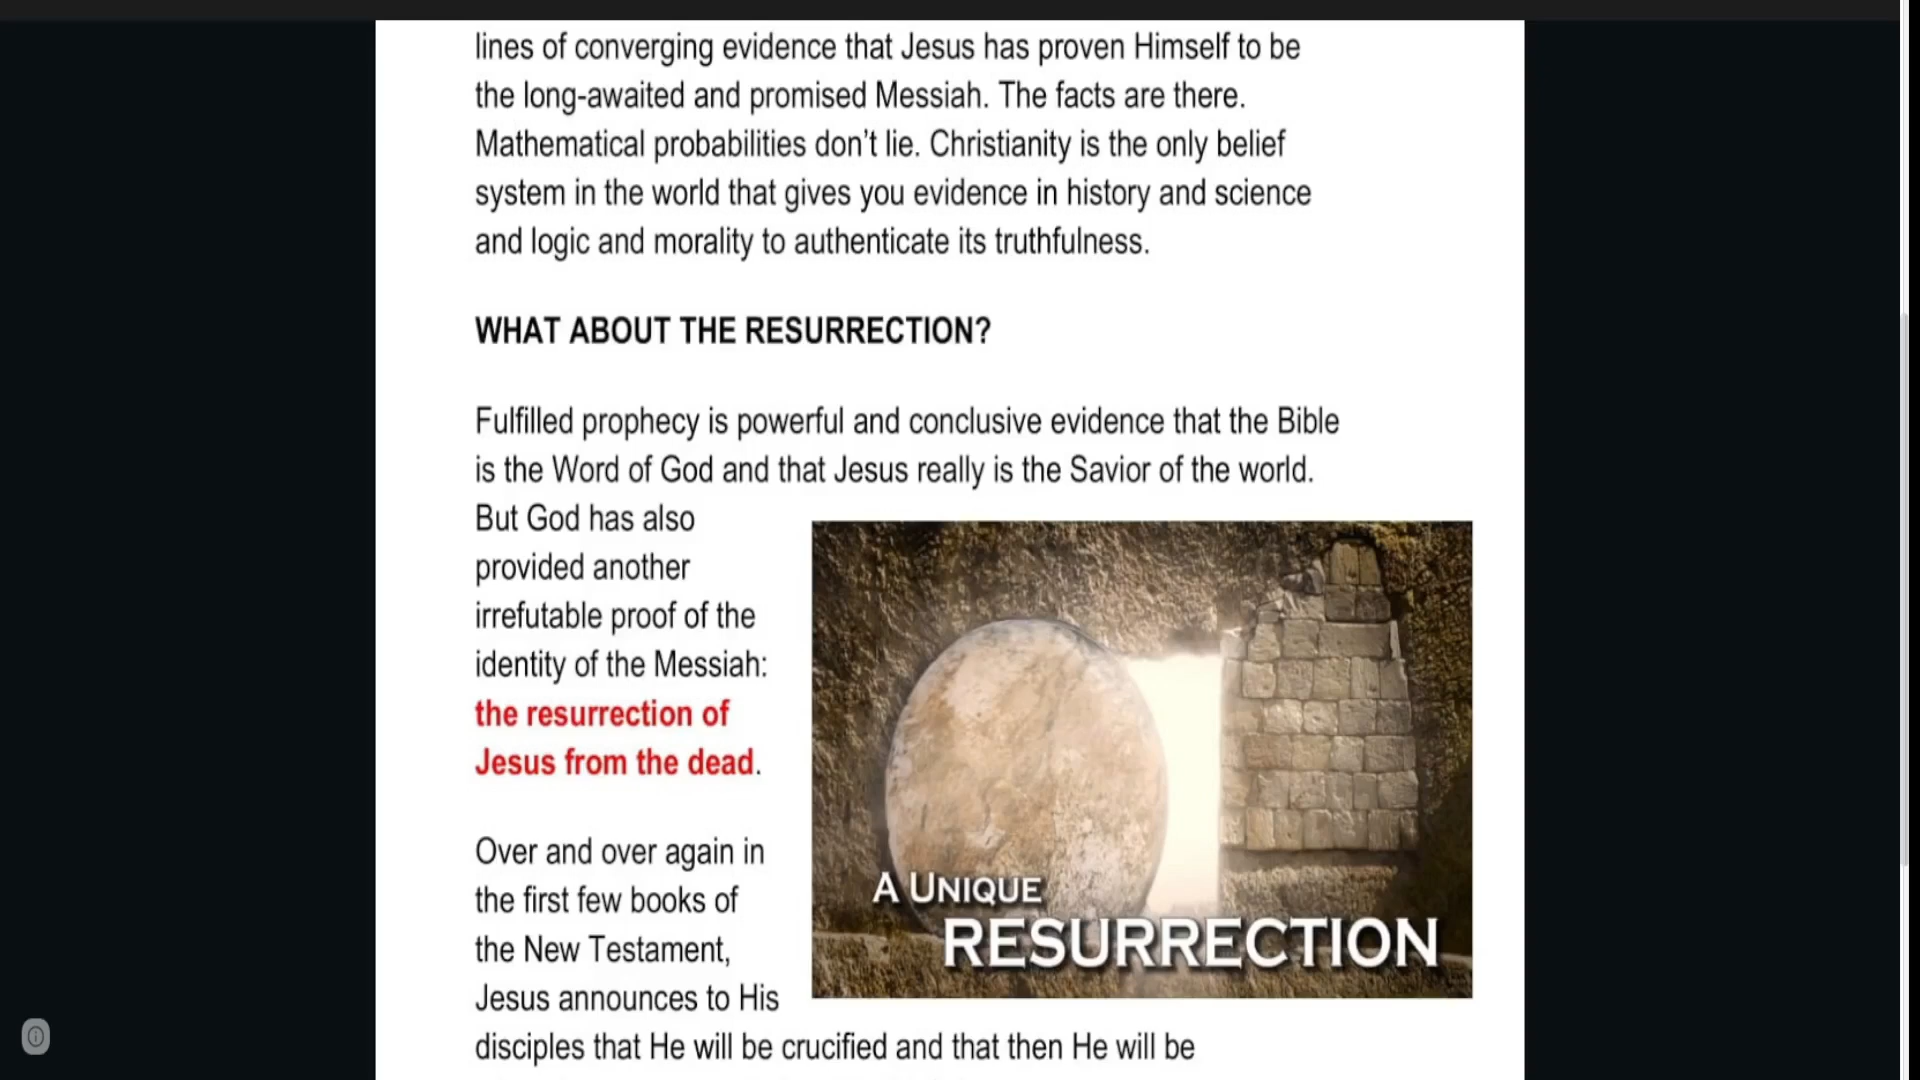 lines of converging evidence that Jesus has proven Himself to be
the long-awaited and promised Messiah. The facts are there.
Mathematical probabilities don’t lie. Christianity is the only belief
system in the world that gives you evidence in history and science
and logic and morality to authenticate its truthfulness.
WHAT ABOUT THE RESURRECTION?
Fulfilled prophecy is powerful and conclusive evidence that the Bible
is the Word of God and that Jesus really is the Savior of the world.
But God has also
provided another
irrefutable proof of the
identity of the Messiah:
the resurrection of
Jesus from the dead.
Over and over again in
the first few books of
the New Testament,
Jesus announces to His
disciples that He will be crucified and that then He will be
A UNIQUE
RESURRECTION